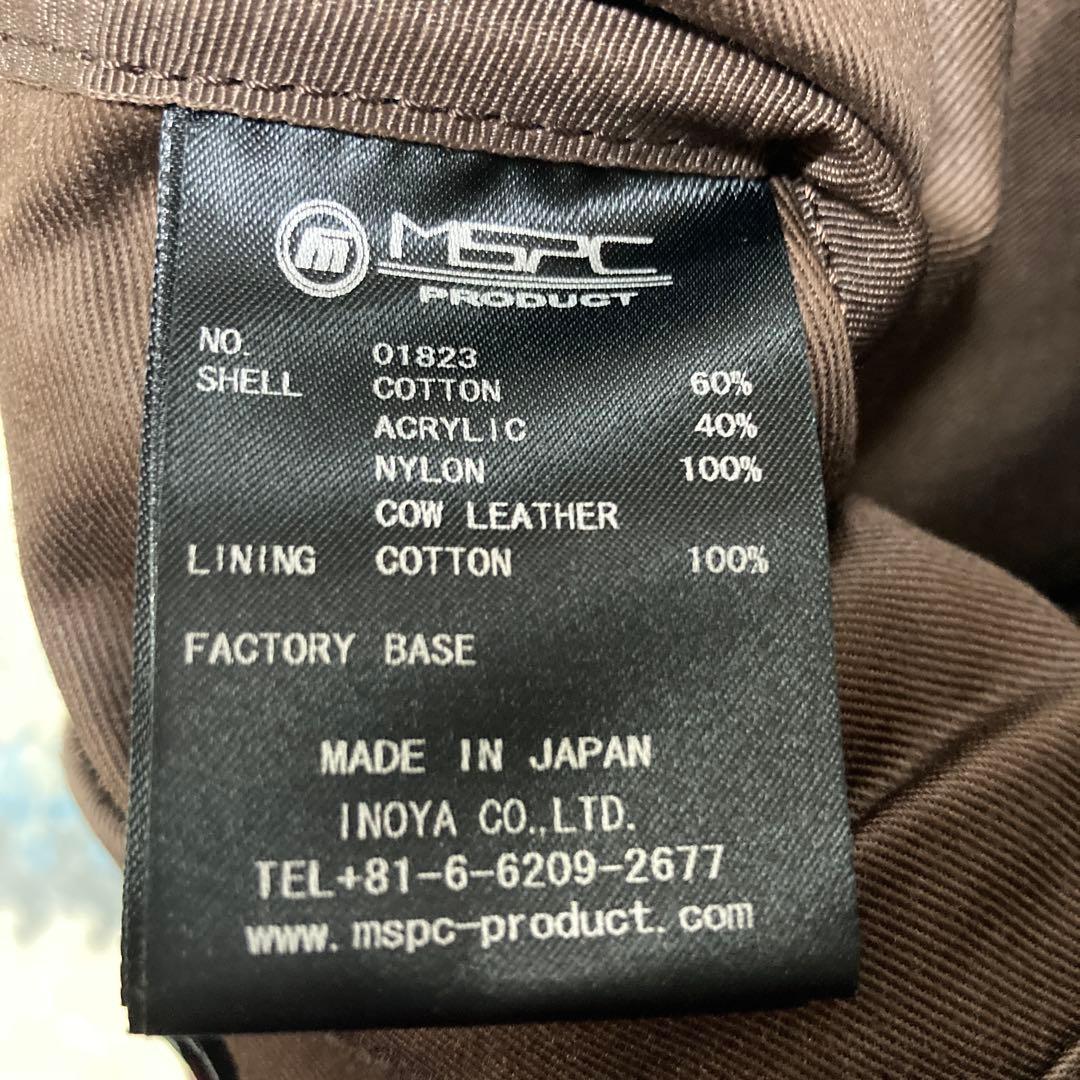 m MSPC
PRODUCT
NO. 01823
SHELL COTTON 60%
ACRYLIC 40%
NYLON 100%
COW LEATHER
LINING COTTON 100%
FACTORY BASE
MADE IN JAPAN
INOYA CO.,LTD.
TEL+81-6-6209-2677
www.mspc-product.com